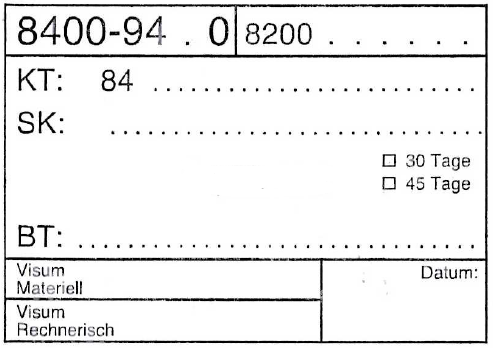 8400-94 . 0 8200 . . . . . .
KT: 84 ..............................
SK: ..................................
☐ 30 Tage
☐ 45 Tage
BT: .....................................
Visum
Materiell
Datum:
Visum
Rechnerisch